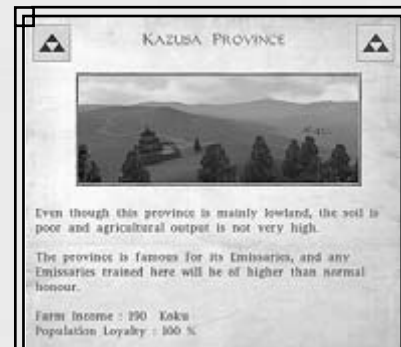 KAZUSA PROVINCE
Even though this province is mainly lowland, the soil is
poor and agricultural output is not very high.
The province is famous for its Emissaries, and any
Emissaries trained here will be of higher than normal
honour.
Farm Income : 190 Koku
Population Loyalty : 100 %